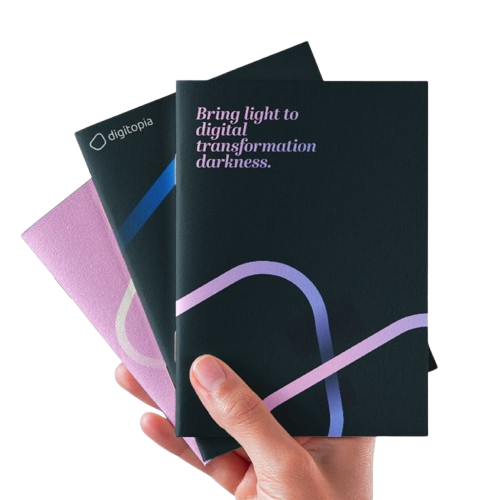 digitopia
Bring light to
digital
transformation
darkness.